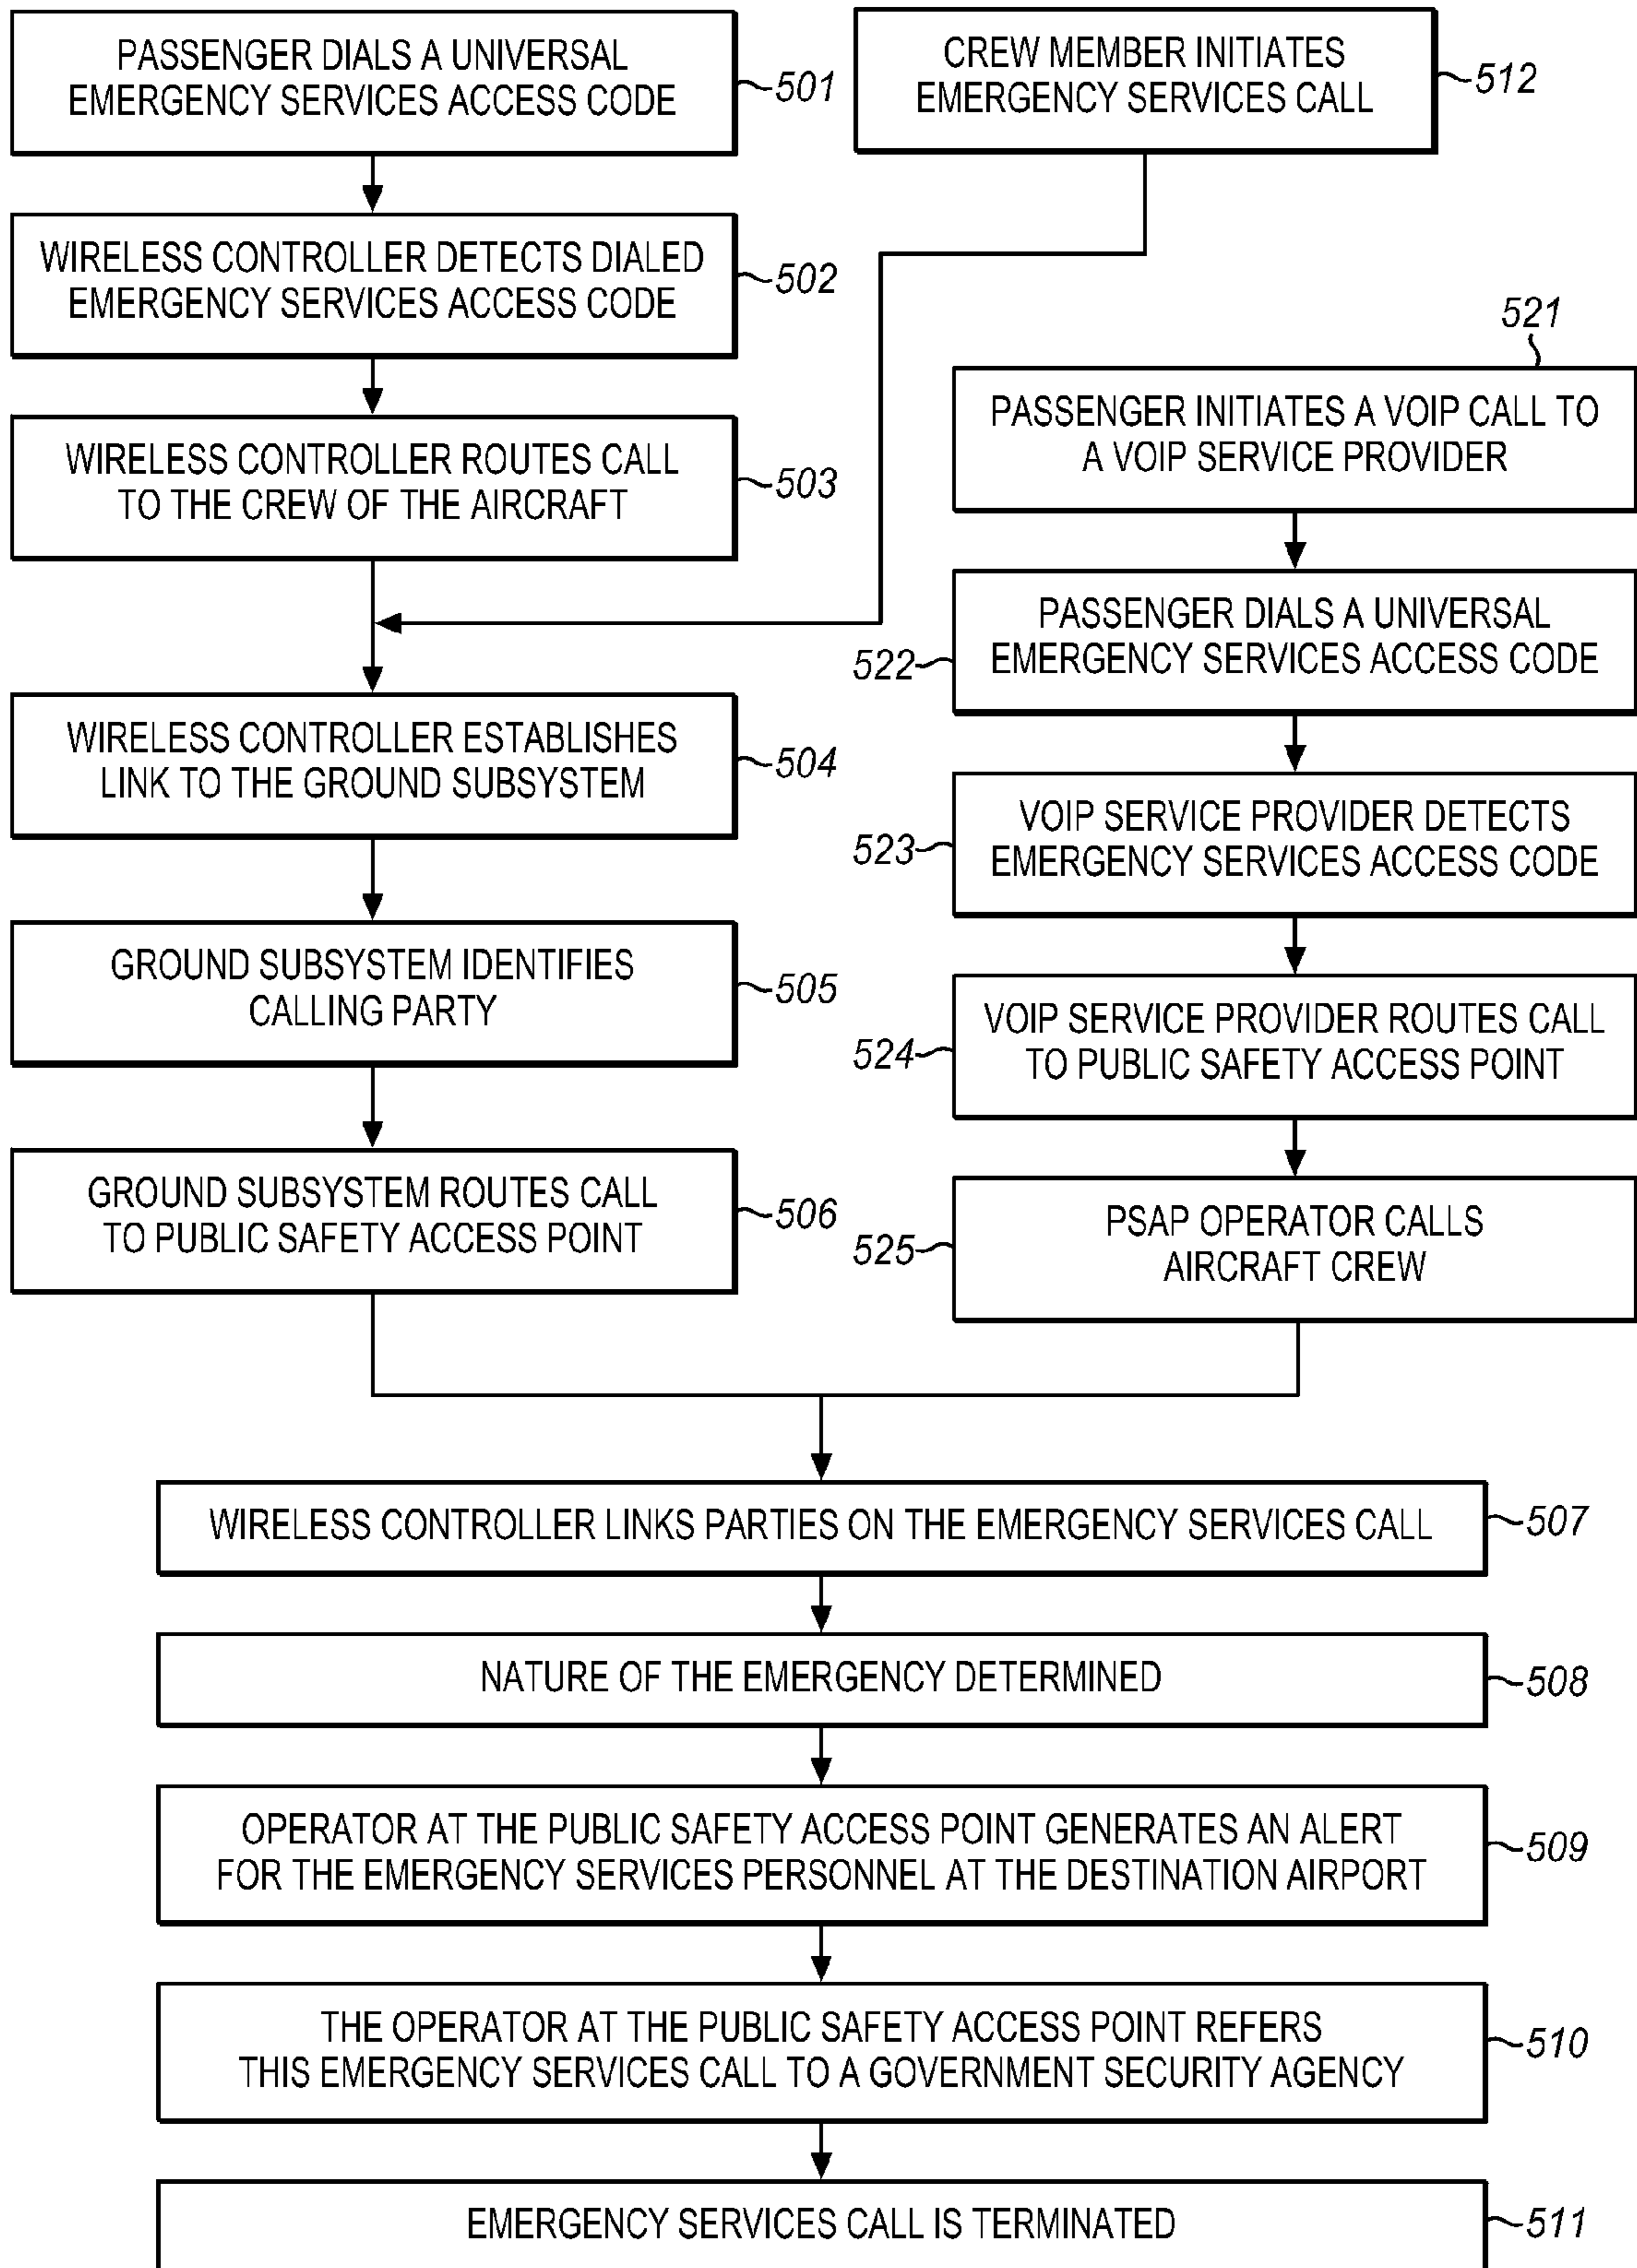 PASSENGER DIALS A UNIVERSAL
EMERGENCY SERVICES ACCESS CODE
501
WIRELESS CONTROLLER DETECTS DIALED
EMERGENCY SERVICES ACCESS CODE
502
WIRELESS CONTROLLER ROUTES CALL
TO THE CREW OF THE AIRCRAFT
503
CREW MEMBER INITIATES
EMERGENCY SERVICES CALL
512
WIRELESS CONTROLLER ESTABLISHES
LINK TO THE GROUND SUBSYSTEM
504
GROUND SUBSYSTEM IDENTIFIES
CALLING PARTY
505
GROUND SUBSYSTEM ROUTES CALL
TO PUBLIC SAFETY ACCESS POINT
506
521
PASSENGER INITIATES A VOIP CALL TO
A VOIP SERVICE PROVIDER
PASSENGER DIALS A UNIVERSAL
EMERGENCY SERVICES ACCESS CODE
522
VOIP SERVICE PROVIDER DETECTS
EMERGENCY SERVICES ACCESS CODE
523
VOIP SERVICE PROVIDER ROUTES CALL
TO PUBLIC SAFETY ACCESS POINT
524
PSAP OPERATOR CALLS
AIRCRAFT CREW
525
WIRELESS CONTROLLER LINKS PARTIES ON THE EMERGENCY SERVICES CALL
507
NATURE OF THE EMERGENCY DETERMINED
508
OPERATOR AT THE PUBLIC SAFETY ACCESS POINT GENERATES AN ALERT
FOR THE EMERGENCY SERVICES PERSONNEL AT THE DESTINATION AIRPORT
509
THE OPERATOR AT THE PUBLIC SAFETY ACCESS POINT REFERS
THIS EMERGENCY SERVICES CALL TO A GOVERNMENT SECURITY AGENCY
510
EMERGENCY SERVICES CALL IS TERMINATED
511